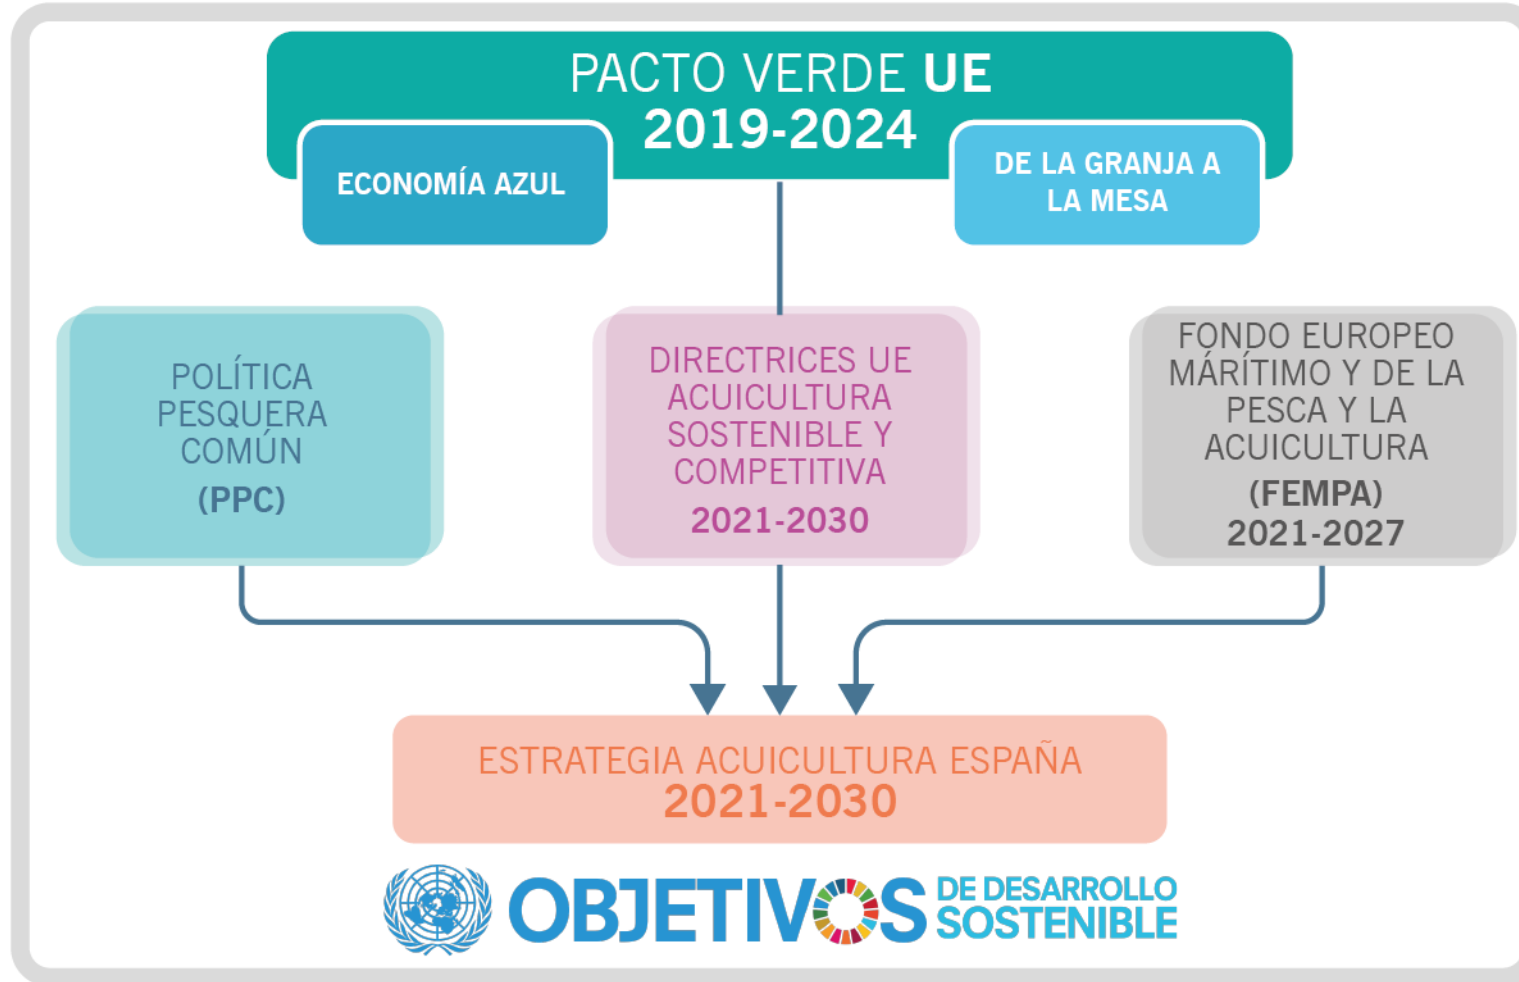 PACTO VERDE UE
2019-2024
ECONOMÍA AZUL
DE LA GRANJA A
LA MESA
POLÍTICA
PESQUERA
COMÚN
(PPC)
DIRECTRICES UE
ACUICULTURA
SOSTENIBLE Y
COMPETITIVA
2021-2030
FONDO EUROPEO
MÁRÍTIMO Y DE LA
PESCA Y LA
ACUICULTURA
(FEMPA)
2021-2027
ESTRATEGIA ACUICULTURA ESPAÑA
2021-2030
OBJETIVOS
DE DESARROLLO
SOSTENIBLE